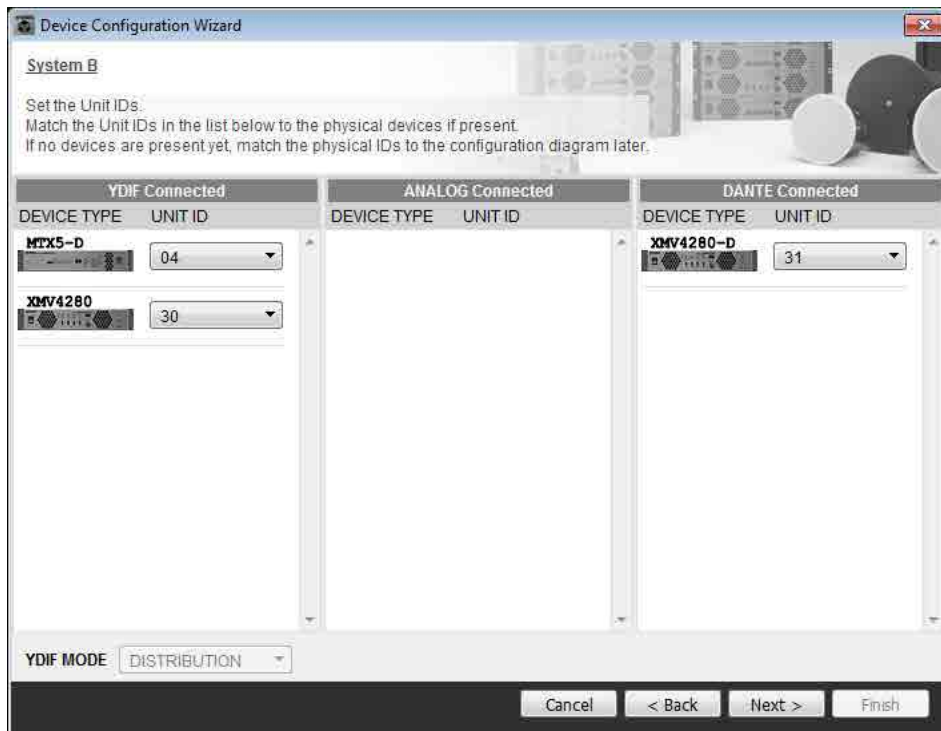 Device Configuration Wizard
System B
Set the Unit IDs.
Match the Unit IDs in the list below to the physical devices if present.
If no devices are present yet, match the physical IDs to the configuration diagram later.
YDIF Connected
ANALOG Connected
DANTE Connected
DEVICE TYPE UNIT ID
DEVICE TYPE UNIT ID
DEVICE TYPE UNIT ID
MTX5-D
04
XMV4280-D
31
XMV4280
30
YDIF MODE DISTRIBUTION
Cancel
< Back
Next >
Finish